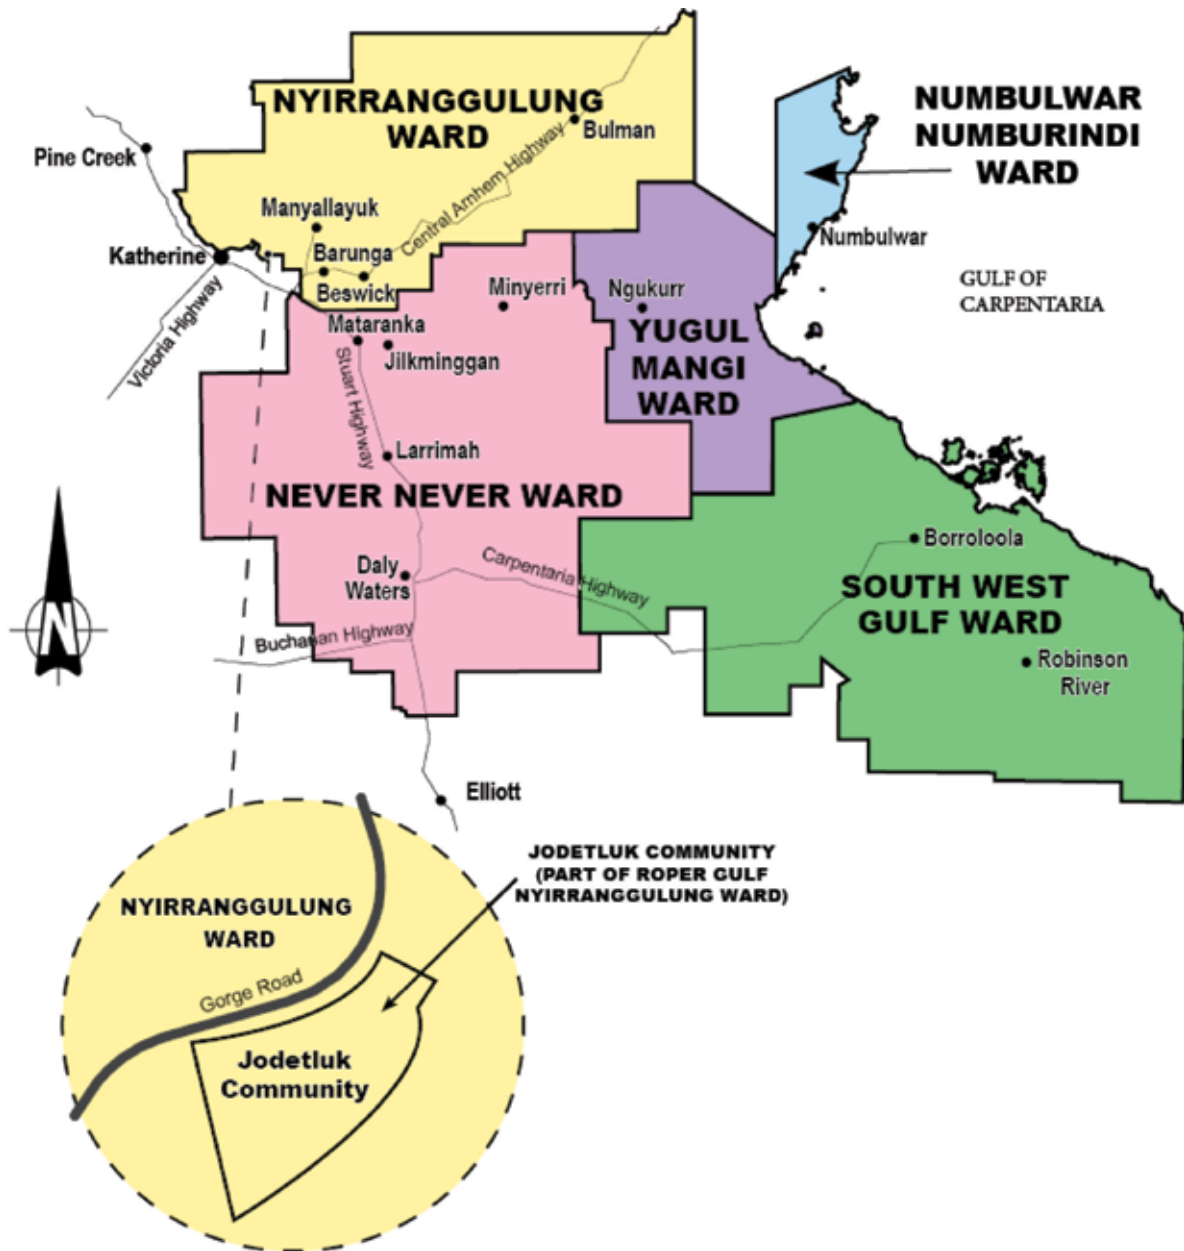 NYIRRANGGULUNG
WARD
NUMBULWAR
NUMBURINDI
WARD
Bulman
Pine Creek
Central Arnhem Highway
Manyallayuk
Numbulwar
Katherine
Barunga
Beswick
GULF OF
CARPENTARIA
Minyerri
Ngukurr
Victoria Highway
Mataranka
Jilkminggan
YUGUL
MANGI
WARD
Stuart Highway
Larrimah
NEVER NEVER WARD
Borroloola
Daly
Waters
Carpentaria Highway
SOUTH WEST
GULF WARD
N
Buchanan Highway
Robinson
River
Elliott
JODETLUK COMMUNITY
(PART OF ROPER GULF
NYIRRANGGULUNG WARD)
NYIRRANGGULUNG
WARD
Gorge Road
Jodetluk
Community